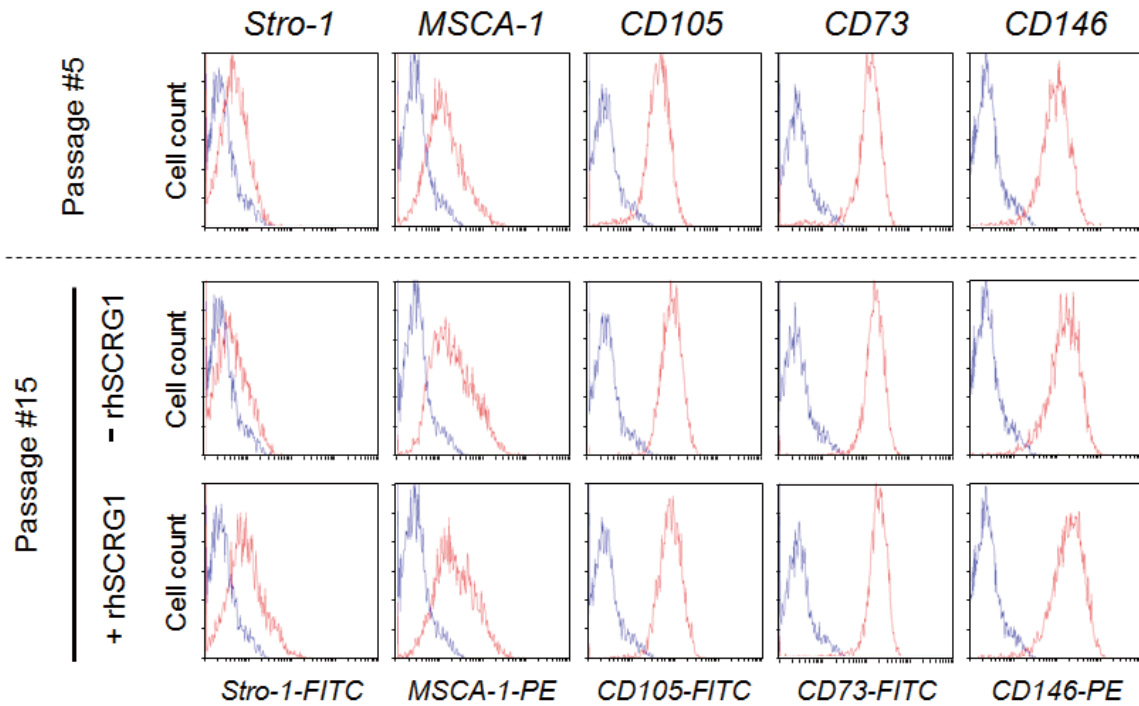 Stro-1 MSCA-1 CD105 CD73 CD146
Passage #5
Cell count
Passage #15
− rhSCRG1
Cell count
+ rhSCRG1
Cell count
Stro-1-FITC MSCA-1-PE CD105-FITC CD73-FITC CD146-PE